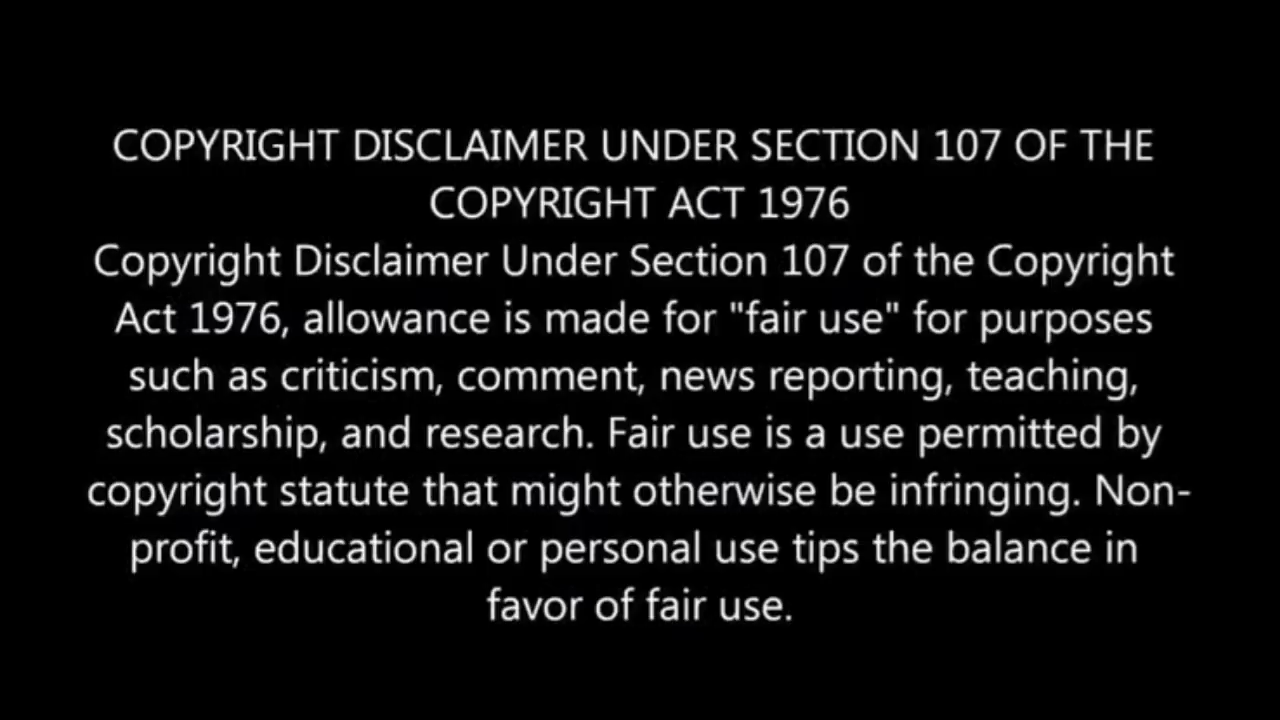 COPYRIGHT DISCLAIMER UNDER SECTION 107 OF THE
COPYRIGHT ACT 1976
Copyright Disclaimer Under Section 107 of the Copyright
Act 1976, allowance is made for "fair use" for purposes
such as criticism, comment, news reporting, teaching,
scholarship, and research. Fair use is a use permitted by
copyright statute that might otherwise be infringing. Non-
profit, educational or personal use tips the balance in
favor of fair use.